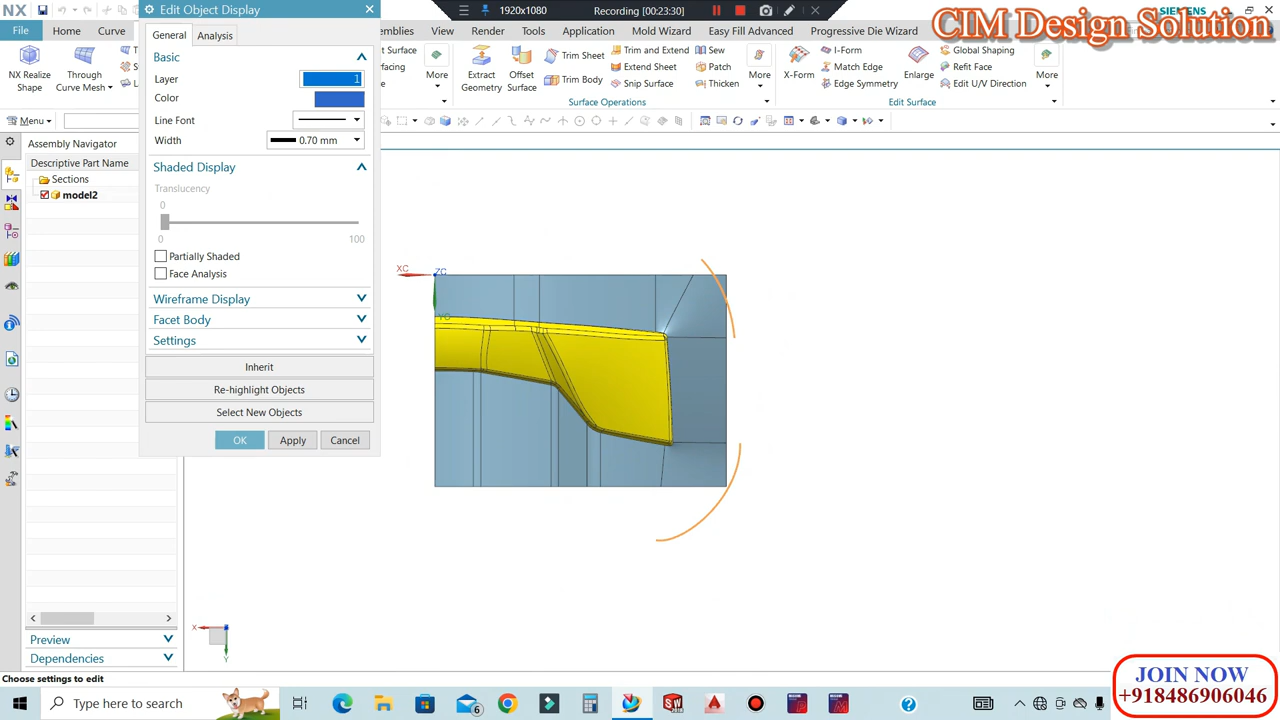 NX
Edit Object Display
1920x1080
Recording [00:23:30]
SIEMENS
CIM Design Solution
File
Home
Curve
General
Analysis
View
Render
Tools
Application
Mold Wizard
Easy Fill Advanced
Progressive Die Wizard
NX Realize Shape
Through Curve Mesh
Basic
Layer
1
Color
Line Font
Width
0.70 mm
Shaded Display
Translucency
0
0
100
Partially Shaded
Face Analysis
Wireframe Display
Facet Body
Settings
Inherit
Re-highlight Objects
Select New Objects
OK
Apply
Cancel
More
Extract Geometry
Offset Surface
Trim Sheet
Trim Body
Trim and Extend
Extend Sheet
Snip Surface
Sew
Patch
Thicken
More
X-Form
I-Form
Match Edge
Edge Symmetry
Enlarge
Global Shaping
Refit Face
Edit U/V Direction
More
Surface Operations
Edit Surface
Menu
Assembly Navigator
Descriptive Part Name
Sections
model2
XC
ZC
YC
X
Y
Preview
Dependencies
Choose settings to edit
Type here to search
6
JOIN NOW
+918486906046